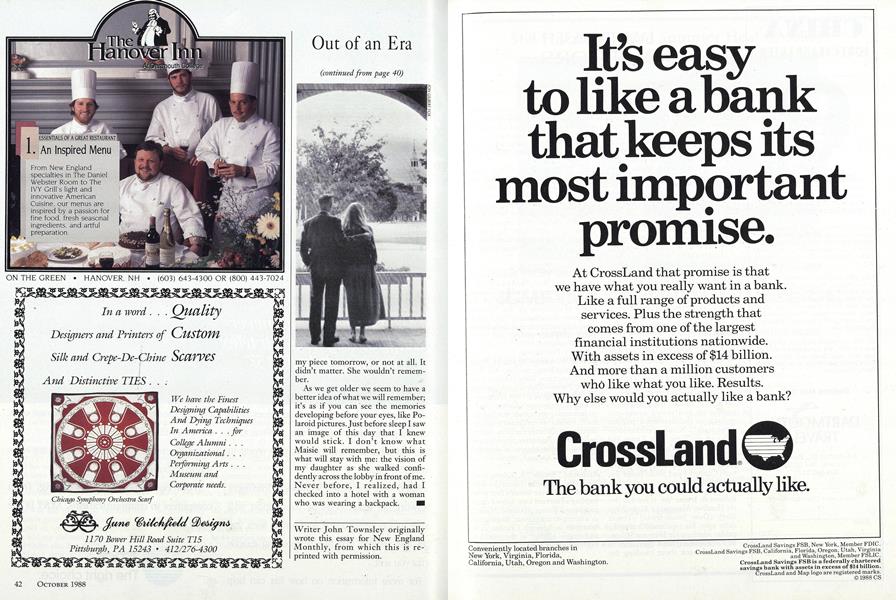 The
Hanover Inn
At Dartmouth College
ESSENTIALS OF A GREAT RESTAURANT
1. An Inspired Menu
From New England
specialties in The Daniel
Webster Room to The
IVY Grill's light and
innovative American
Cuisine, our menus are
inspired by a passion for
fine food, fresh seasonal
ingredients, and artful
preparation.
ON THE GREEN • HANOVER, NH • (603) 643-4300 OR (800) 443-7024
In a word . . . Quality
Designers and Printers of Custom
Silk and Crepe-De-Chine Scarves
And Distinctive TIES . . .
We have the Finest
Designing Capabilities
And Dying Techniques
In America . . . for
College Alumni . . .
Organizational . . .
Performing Arts . . .
Museum and
Corporate needs.
Chicago Symphony Orchestra Scarf
June Critchfield Designs
1170 Bower Hill Road Suite T15
Pittsburgh, PA 15243 • 412/276-4300
42 OCTOBER 1988
Out of an Era
(continued from page 40)
my piece tomorrow, or not at all. It
didn't matter. She wouldn't remem-
ber.
As we get older we seem to have a
better idea of what we will remember;
it's as if you can see the memories
developing before your eyes, like Po-
laroid pictures. Just before sleep I saw
an image of this day that I knew
would stick. I don't know what
Maisie will remember, but this is
what will stay with me: the vision of
my daughter as she walked confi-
dently across the lobby in front of me.
Never before, I realized, had I
checked into a hotel with a woman
who was wearing a backpack.
Writer John Townsley originally
wrote this essay for New England
Monthly, from which this is re-
printed with permission.
It's easy
to like a bank
that keeps its
most important
promise.
At CrossLand that promise is that
we have what you really want in a bank.
Like a full range of products and
services. Plus the strength that
comes from one of the largest
financial institutions nationwide.
With assets in excess of $14 billion.
And more than a million customers
who like what you like. Results.
Why else would you actually like a bank?
CrossLand
The bank you could actually like.
Conveniently located branches in
New York, Virginia, Florida,
California, Utah, Oregon and Washington.
CrossLand Savings FSB, New York, Member FDIC.
CrossLand Savings FSB, California, Florida, Oregon, Utah, Virginia
and Washington, Member FSLIC.
CrossLand Savings FSB is a federally chartered
savings bank with assets in excess of $14 billion.
CrossLand and Map logo are registered marks.
© 1988 CS